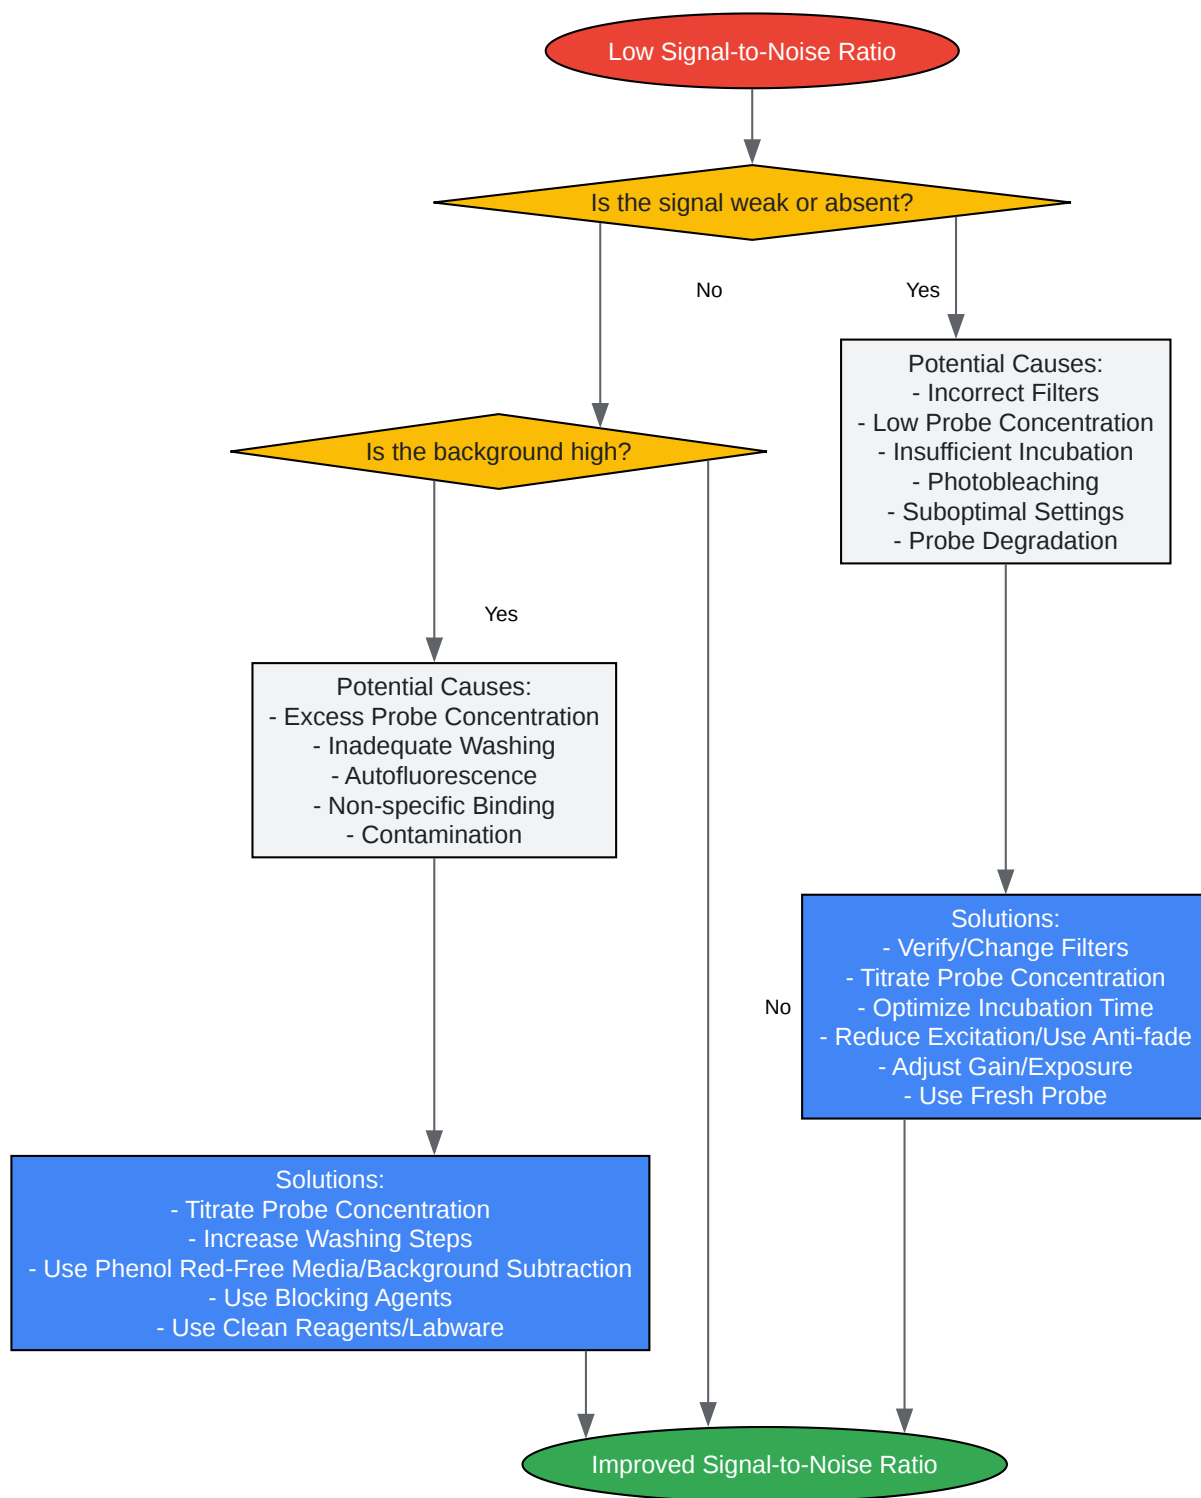 Low Signal-to-Noise Ratio
Is the signal weak or absent?
No
Yes
Potential Causes:
- Incorrect Filters
- Low Probe Concentration
- Insufficient Incubation
- Photobleaching
- Suboptimal Settings
- Probe Degradation
Is the background high?
Yes
Potential Causes:
- Excess Probe Concentration
- Inadequate Washing
- Autofluorescence
- Non-specific Binding
- Contamination
No
Solutions:
- Verify/Change Filters
- Titrate Probe Concentration
- Optimize Incubation Time
- Reduce Excitation/Use Anti-fade
- Adjust Gain/Exposure
- Use Fresh Probe
Solutions:
- Titrate Probe Concentration
- Increase Washing Steps
- Use Phenol Red-Free Media/Background Subtraction
- Use Blocking Agents
- Use Clean Reagents/Labware
Improved Signal-to-Noise Ratio